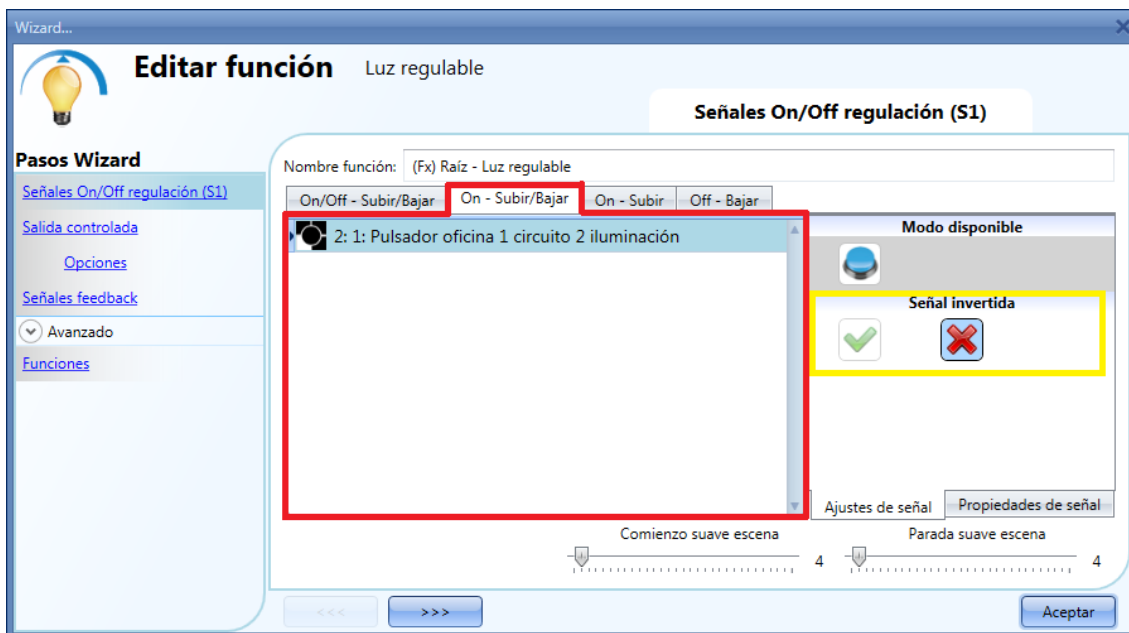 Wizard...
Editar función Luz regulable
Señales On/Off regulación (S1)
Pasos Wizard
Señales On/Off regulación (S1)
Salida controlada
Opciones
Señales feedback
Avanzado
Funciones
Nombre función: (Fx) Raíz - Luz regulable
On/Off - Subir/Bajar On - Subir/Bajar On - Subir Off - Bajar
2: 1: Pulsador oficina 1 circuito 2 iluminación
Modo disponible
Señal invertida
Ajustes de señal Propiedades de señal
Comienzo suave escena Parada suave escena
4 4
<<< >>> Aceptar